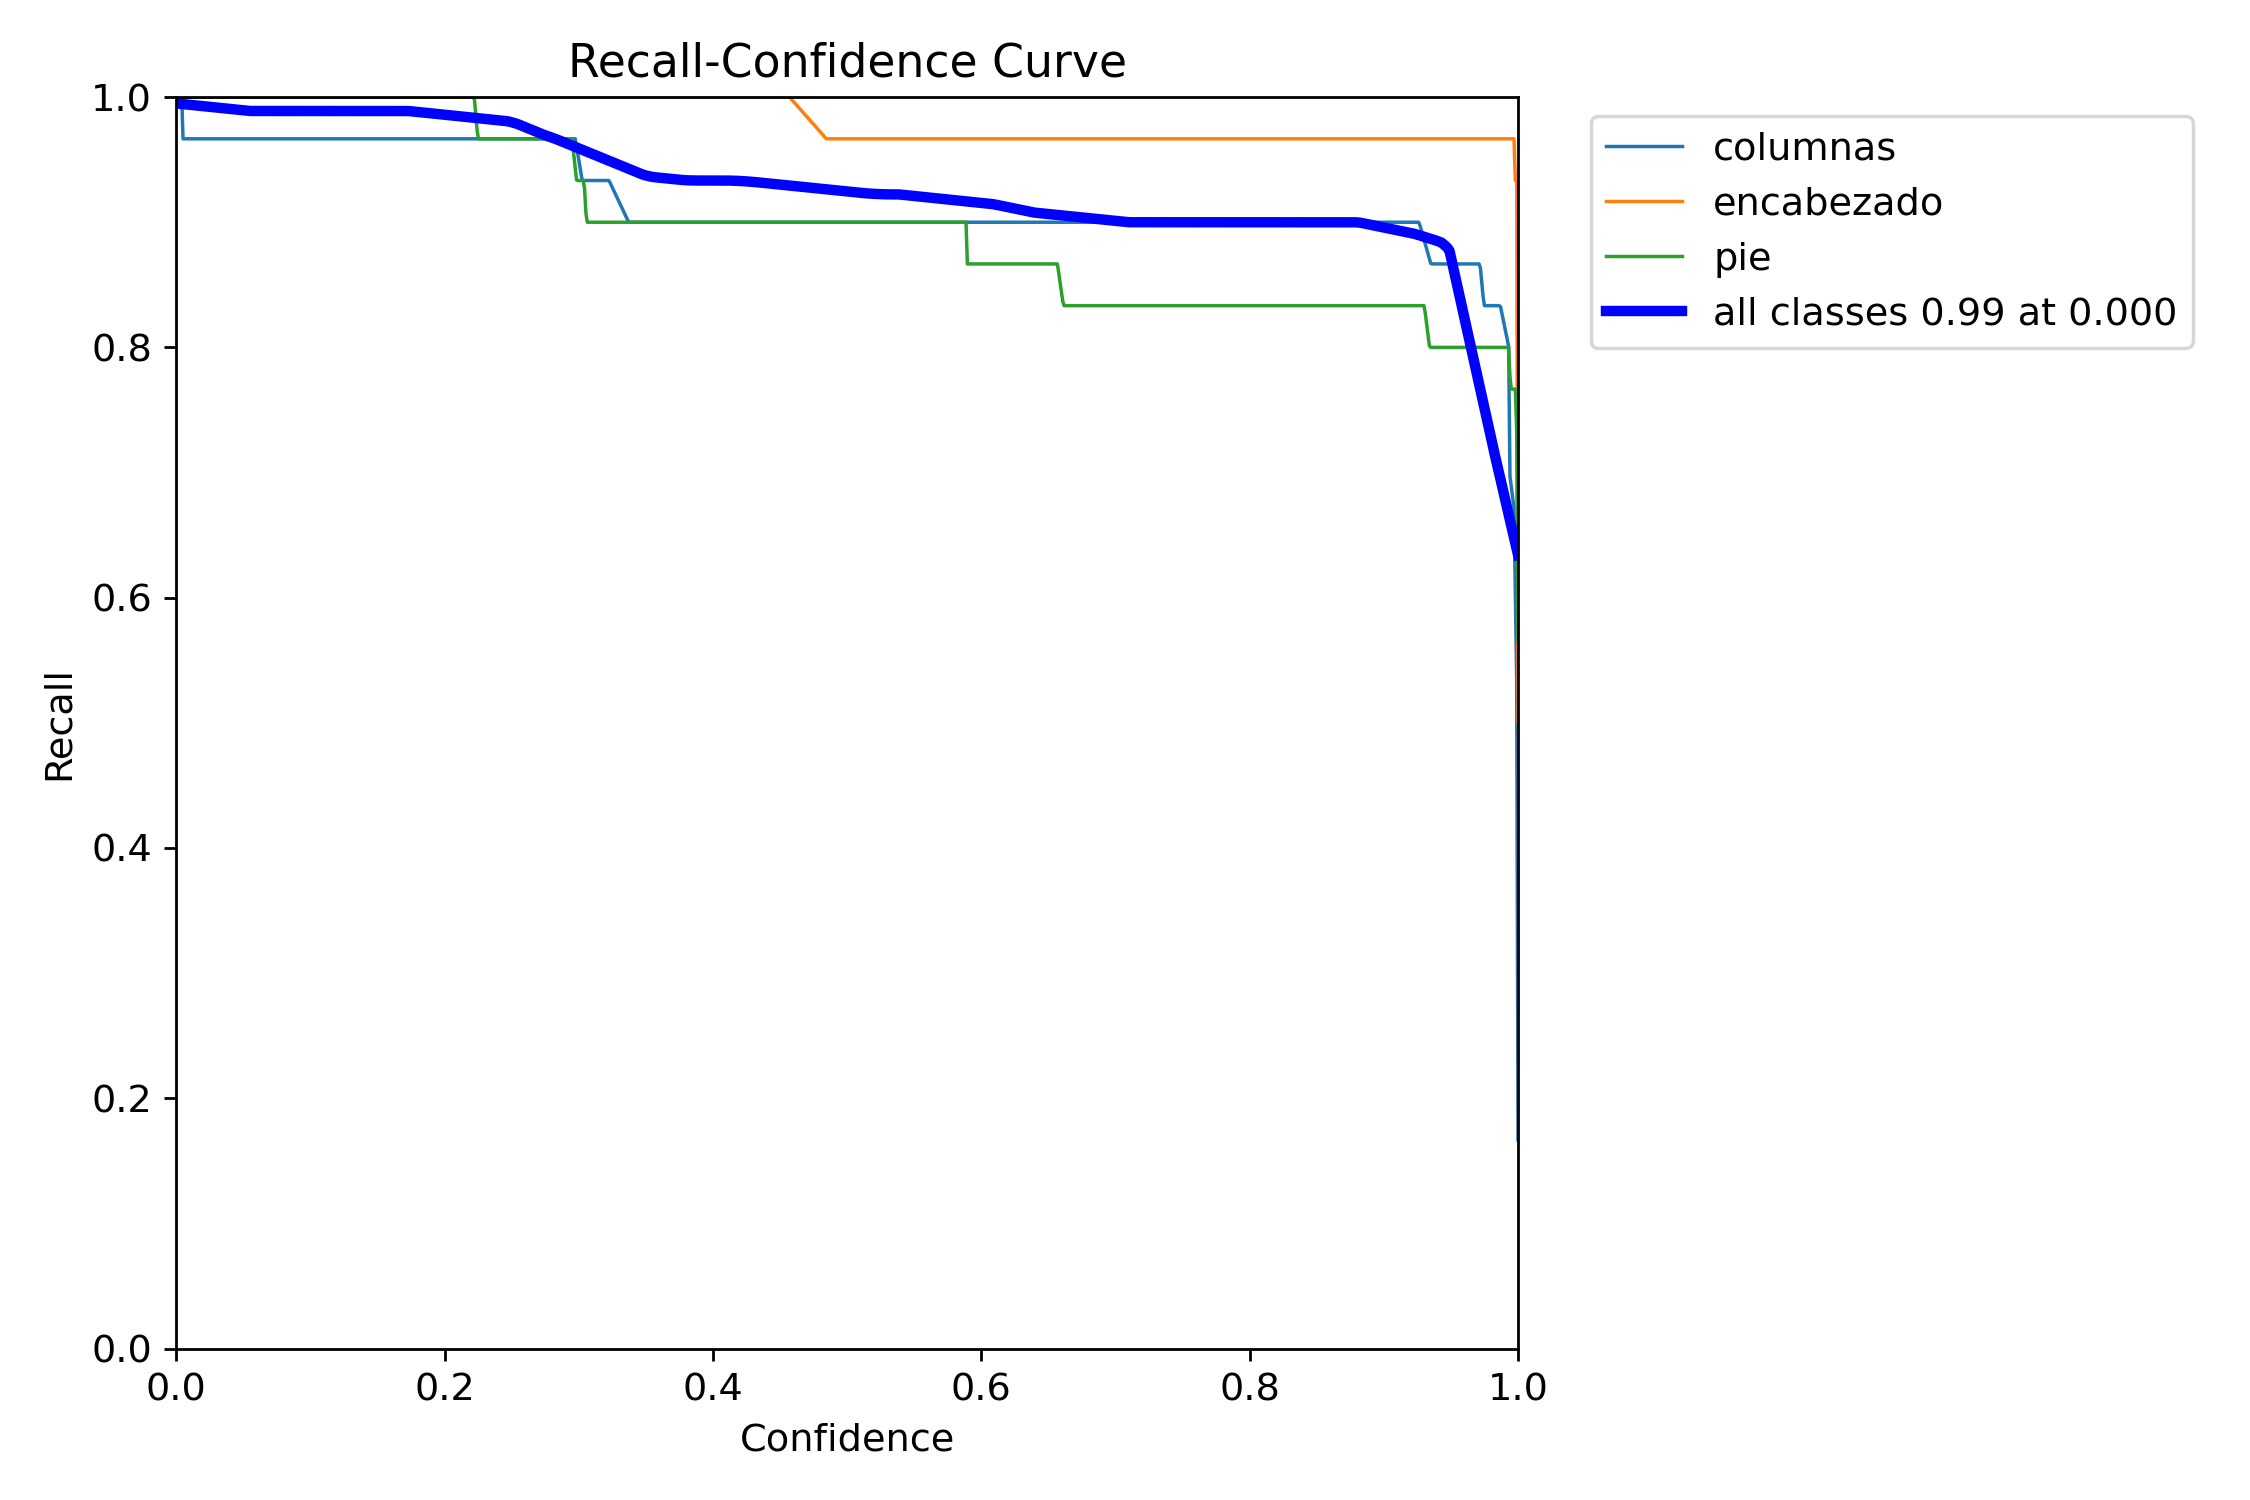 Recall-Confidence Curve
1.0
0.8
0.6
0.4
0.2
0.0
Recall
0.0 0.2 0.4 0.6 0.8 1.0
Confidence
columnas
encabezado
pie
all classes 0.99 at 0.000